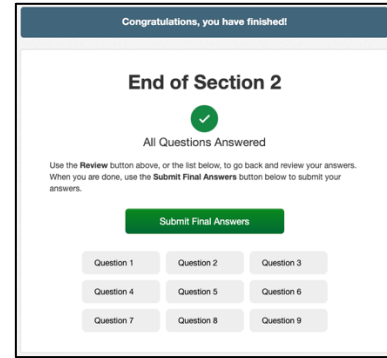 Congratulations, you have finished!
End of Section 2
All Questions Answered
Use the Review button above, or the list below, to go back and review your answers.
When you are done, use the Submit Final Answers button below to submit your
answers.
Submit Final Answers
Question 1 Question 2 Question 3
Question 4 Question 5 Question 6
Question 7 Question 8 Question 9